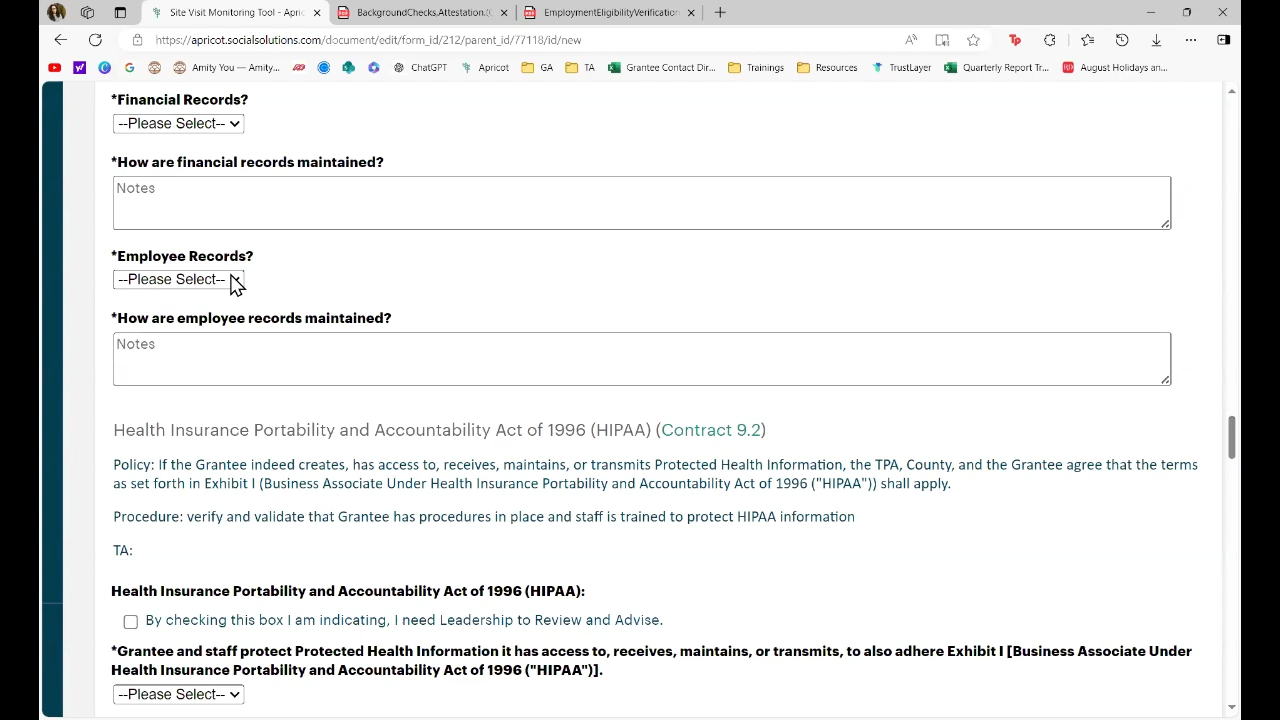 Site Visit Monitoring Tool - Apric
BackgroundChecks.Attestation.(
EmploymentEligibilityVerification
https://apricot.socialsolutions.com/document/edit/form_id/212/parent_id/77118/id/new
Amity You — Amity...
ChatGPT
Apricot
GA
TA
Grantee Contact Dir...
Trainings
Resources
TrustLayer
Quarterly Report Tr...
August Holidays an...
*Financial Records?
--Please Select--
*How are financial records maintained?
Notes
*Employee Records?
--Please Select--
*How are employee records maintained?
Notes
Health Insurance Portability and Accountability Act of 1996 (HIPAA) (Contract 9.2)
Policy: If the Grantee indeed creates, has access to, receives, maintains, or transmits Protected Health Information, the TPA, County, and the Grantee agree that the terms
as set forth in Exhibit I (Business Associate Under Health Insurance Portability and Accountability Act of 1996 ("HIPAA")) shall apply.
Procedure: verify and validate that Grantee has procedures in place and staff is trained to protect HIPAA information
TA:
Health Insurance Portability and Accountability Act of 1996 (HIPAA):
By checking this box I am indicating, I need Leadership to Review and Advise.
*Grantee and staff protect Protected Health Information it has access to, receives, maintains, or transmits, to also adhere Exhibit I [Business Associate Under
Health Insurance Portability and Accountability Act of 1996 ("HIPAA")].
--Please Select--